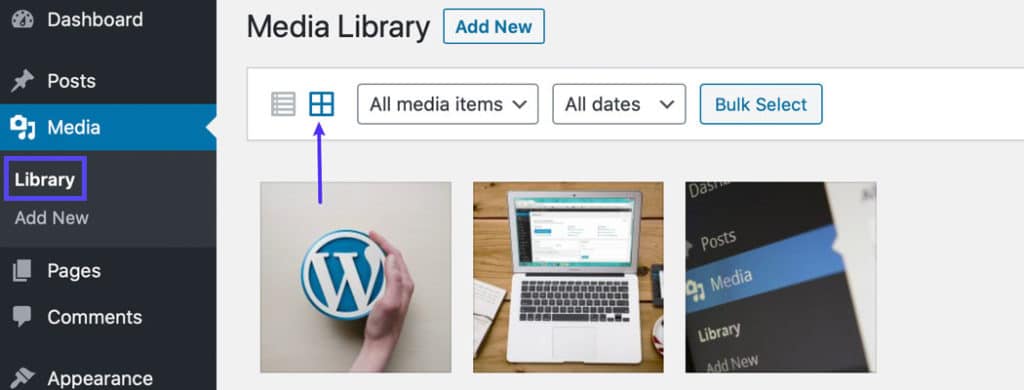 Dashboard
Posts
Media
Library
Add New
Pages
Comments
Appearance
Media Library
Add New
All media items
All dates
Bulk Select
W
Dashb
Posts
Media
Library
Add New